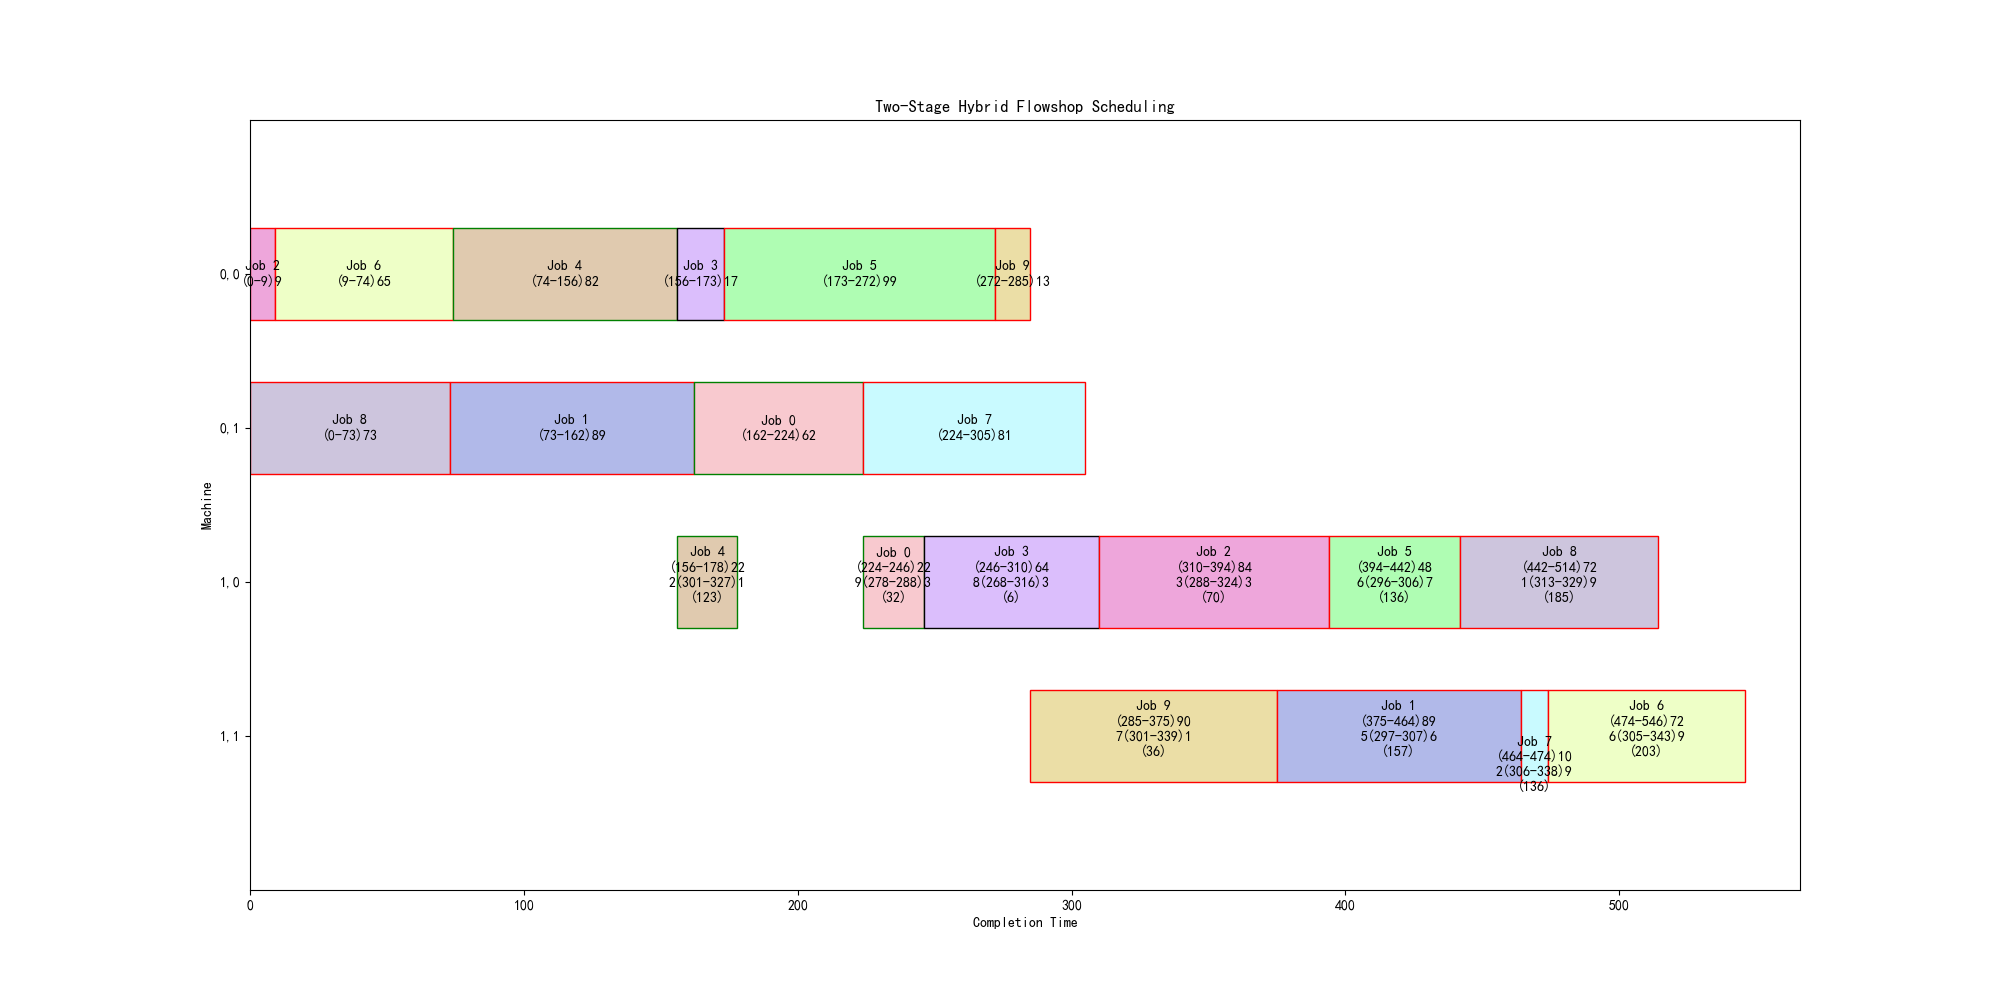 Two-Stage Hybrid Flowshop Scheduling
Machine
0,0
Job 2
(0-9)9
Job 6
(9-74)65
Job 4
(74-156)82
Job 3
(156-173)17
Job 5
(173-272)99
Job 9
(272-285)13
0,1
Job 8
(0-73)73
Job 1
(73-162)89
Job 0
(162-224)62
Job 7
(224-305)81
1,0
Job 4
(156-178)22
2(301-327)1
(123)
Job 0
(224-246)22
9(278-288)3
(32)
Job 3
(246-310)64
8(268-316)3
(6)
Job 2
(310-394)84
3(288-324)3
(70)
Job 5
(394-442)48
6(296-306)7
(136)
Job 8
(442-514)72
1(313-329)9
(185)
1,1
Job 9
(285-375)90
7(301-339)1
(36)
Job 1
(375-464)89
5(297-307)6
(157)
Job 7
(464-474)10
2(306-338)9
(136)
Job 6
(474-546)72
6(305-343)9
(203)
0
100
200
300
400
500
Completion Time